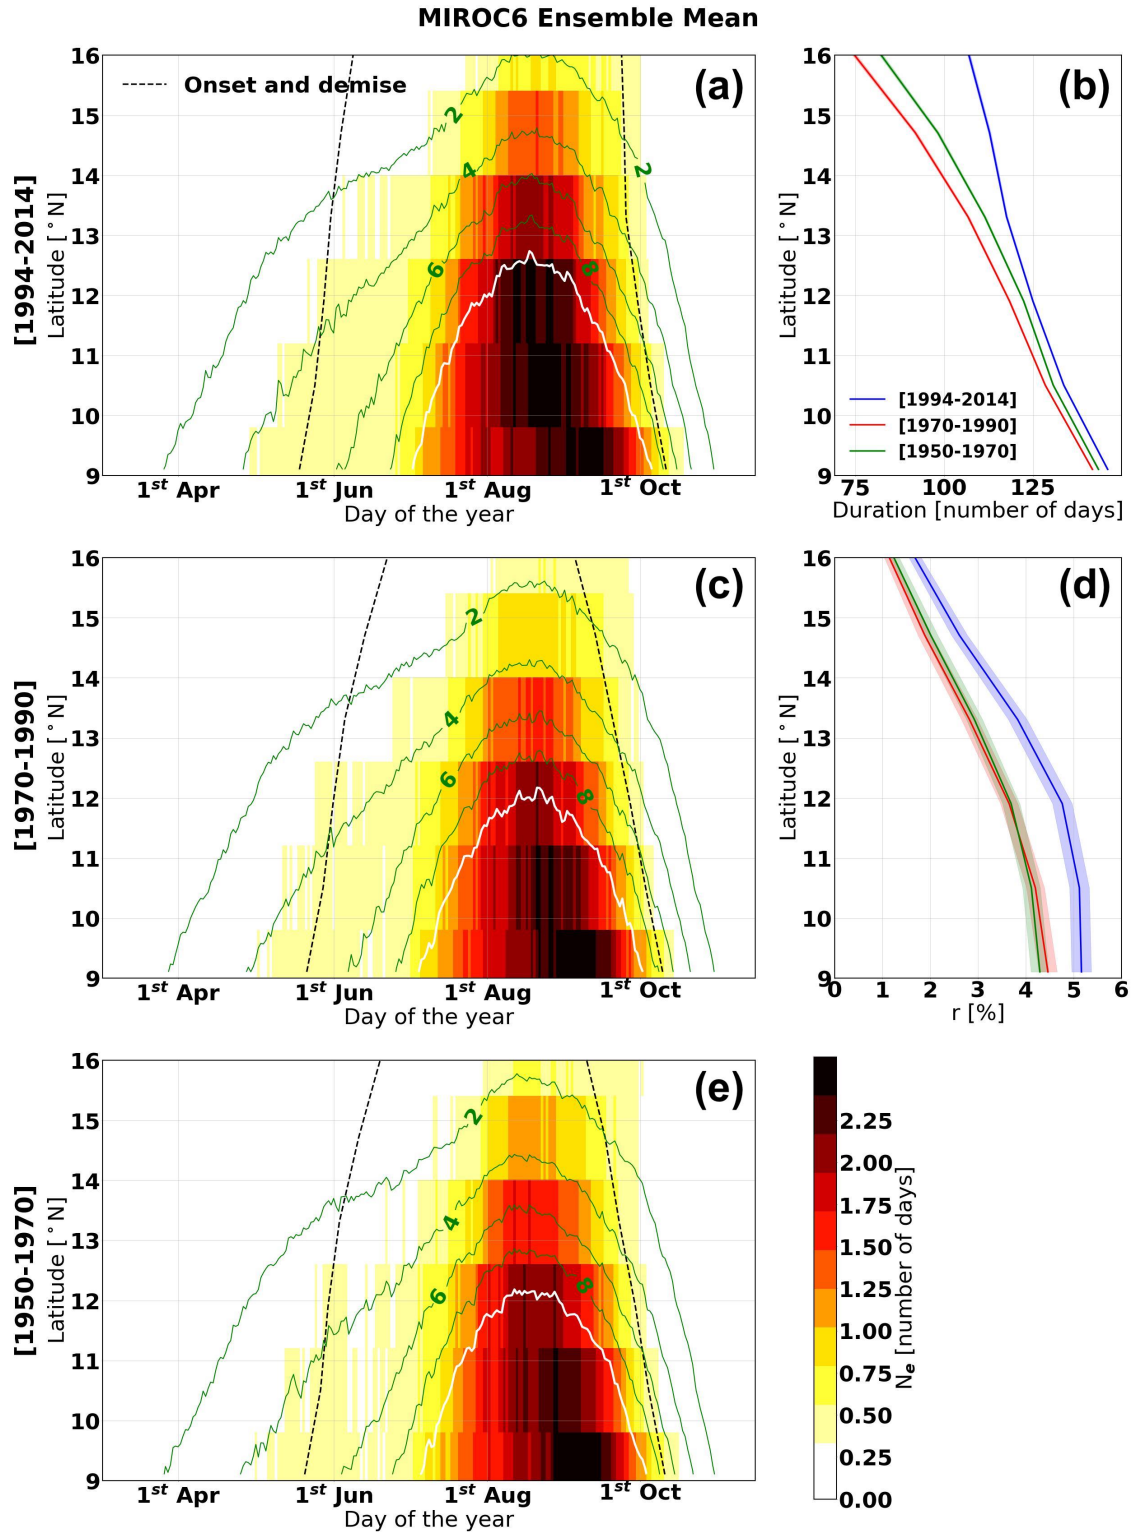 MIROC6 Ensemble Mean
[1994-2014]
Latitude [°N]
16
15
14
13
12
11
10
9
Onset and demise
(a)
2
4
2
6
8
1st Apr
1st Jun
1st Aug
1st Oct
Day of the year
Latitude [°N]
16
15
14
13
12
11
10
9
(b)
[1994-2014]
[1970-1990]
[1950-1970]
75
100
125
Duration [number of days]
[1970-1990]
Latitude [°N]
16
15
14
13
12
11
10
9
(c)
2
4
6
8
1st Apr
1st Jun
1st Aug
1st Oct
Day of the year
Latitude [°N]
16
15
14
13
12
11
10
9
(d)
0
1
2
3
4
5
6
r [%]
[1950-1970]
Latitude [°N]
16
15
14
13
12
11
10
9
(e)
2
4
6
8
1st Apr
1st Jun
1st Aug
1st Oct
Day of the year
2.25
2.00
1.75
1.50
1.25
1.00
0.75
0.50
0.25
0.00
Ne [number of days]